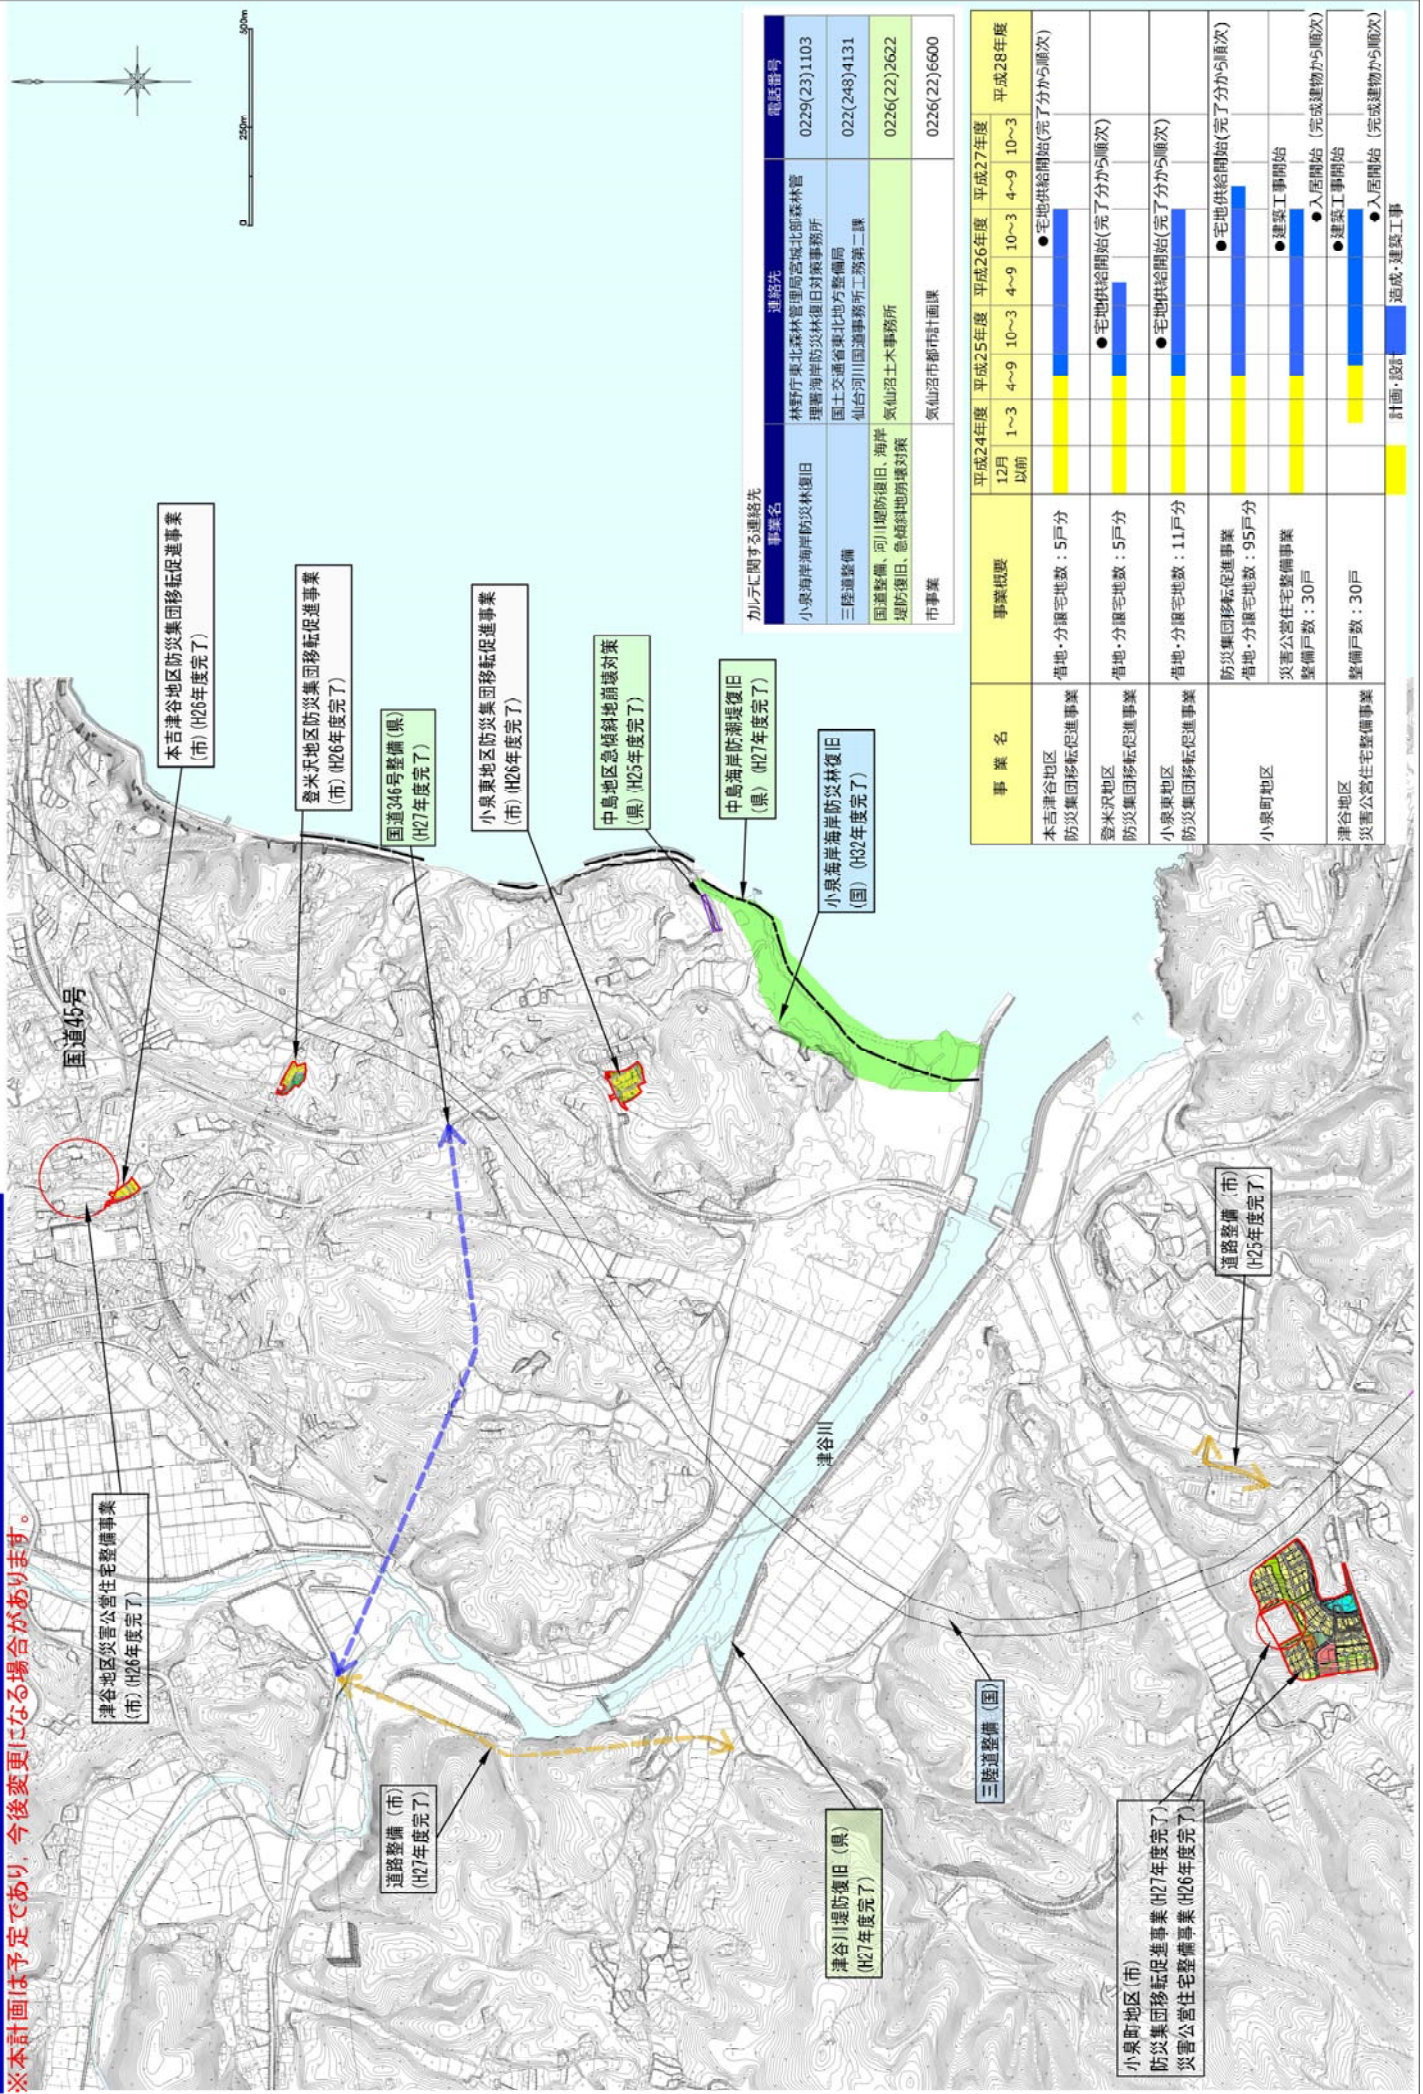 ※本計画は予定であり，今後変更になる場合があります。
国道45号
津谷地区災害公営住宅整備事業
(市)(H26年度完了)
本吉津谷地区防災集団移転促進事業
(市)(H26年度完了)
登米沢地区防災集団移転促進事業
(市)(H26年度完了)
国道346号整備(県)
(H27年度完了)
小泉東地区防災集団移転促進事業
(市)(H26年度完了)
中島地区急傾斜地崩壊対策
(県)(H25年度完了)
中島海岸防潮堤復旧
(県)(H27年度完了)
小泉海岸海岸防災林復旧
(国)(H32年度完了)
道路整備（市）
(H27年度完了)
津谷川
津谷川堤防復旧（県）
(H27年度完了)
三陸道整備（国）
道路整備（市）
(H25年度完了)
小泉町地区(市)
防災集団移転促進事業(H27年度完了)
災害公営住宅整備事業(H26年度完了)
0 250m 500m
カルテに関する連絡先
事業名 連絡先 電話番号
小泉海岸海岸防災林復旧 林野庁東北森林管理局宮城北部森林管
理署海岸防災林復旧対策事務所 0229(23)1103
三陸道整備 国土交通省東北地方整備局
仙台河川国道事務所工務第二課 022(248)4131
国道整備、河川堤防復旧、海岸
堤防復旧、急傾斜地崩壊対策 気仙沼土木事務所 0226(22)2622
市事業 気仙沼市都市計画課 0226(22)6600
事 業 名 事業概要 平成24年度 平成25年度 平成26年度 平成27年度 平成28年度
12月
以前 1～3 4～9 10～3 4～9 10～3 4～9 10～3
本吉津谷地区
防災集団移転促進事業 借地・分譲宅地数：5戸分 ●宅地供給開始(完了分から順次)
登米沢地区
防災集団移転促進事業 借地・分譲宅地数：5戸分 ●宅地供給開始(完了分から順次)
小泉東地区
防災集団移転促進事業 借地・分譲宅地数：11戸分 ●宅地供給開始(完了分から順次)
小泉町地区 防災集団移転促進事業
借地・分譲宅地数：95戸分 ●宅地供給開始(完了分から順次)
災害公営住宅整備事業
整備戸数：30戸 ●建築工事開始
●入居開始（完成建物から順次）
津谷地区
災害公営住宅整備事業 整備戸数：30戸 ●建築工事開始
●入居開始（完成建物から順次）
計画・設計 造成・建築工事